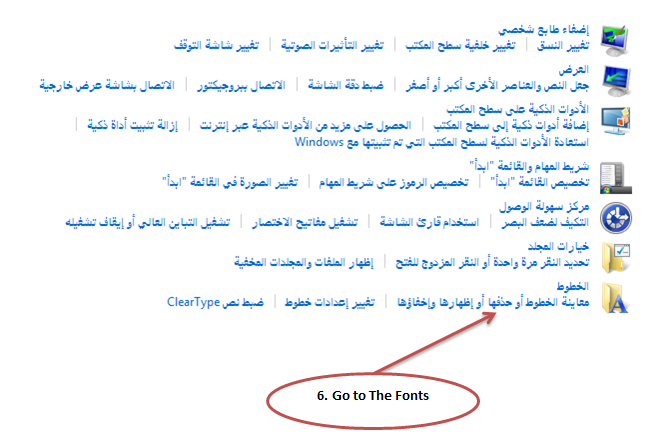 إضفاء طابع شخصي
تغيير النسق | تغيير خلفية سطح المكتب | تغيير التأثيرات الصوتية | تغيير شاشة التوقف
العرض
جعل النص والعناصر الأخرى أكبر أو أصغر | ضبط دقة الشاشة | الاتصال ببروجيكتور | الاتصال بشاشة عرض خارجية
الأدوات الذكية على سطح المكتب
إضافة أدوات ذكية إلى سطح المكتب | الحصول على مزيد من الأدوات الذكية عبر إنترنت | إزالة تثبيت أداة ذكية |
استعادة الأدوات الذكية لسطح المكتب التي تم تثبيتها مع Windows
شريط المهام والقائمة "ابدأ"
تخصيص القائمة "ابدأ" | تخصيص الرموز على شريط المهام | تغيير الصورة في القائمة "ابدأ"
مركز سهولة الوصول
التكيف لضعف البصر | استخدام قارئ الشاشة | تشغيل مفاتيح الاختصار | تشغيل التباين العالي أو إيقاف تشغيله
خيارات المجلد
تحديد النقر مرة واحدة أو النقر المزدوج للفتح | إظهار الملفات والمجلدات المخفية
الخطوط
معاينة الخطوط أو حذفها أو إظهارها وإخفاؤها | تغيير إعدادات خطوط | ضبط نص ClearType
6. Go to The Fonts